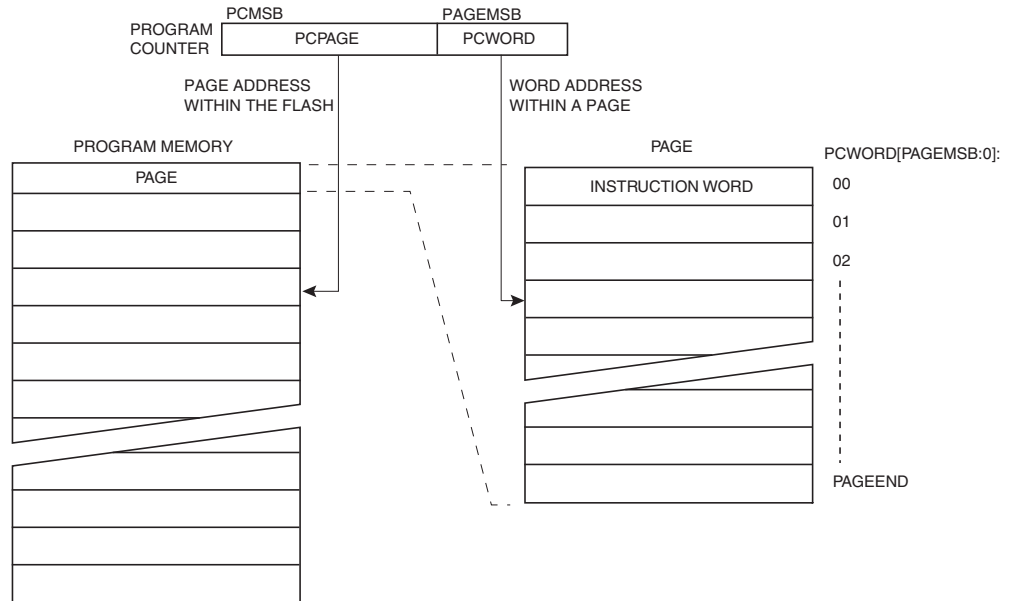 PCMSB
PAGEMSB
PROGRAM
COUNTER
PCPAGE
PCWORD
PAGE ADDRESS
WITHIN THE FLASH
WORD ADDRESS
WITHIN A PAGE
PROGRAM MEMORY
PAGE
PAGE
INSTRUCTION WORD
PCWORD[PAGEMSB:0]:
00
01
02
PAGEEND